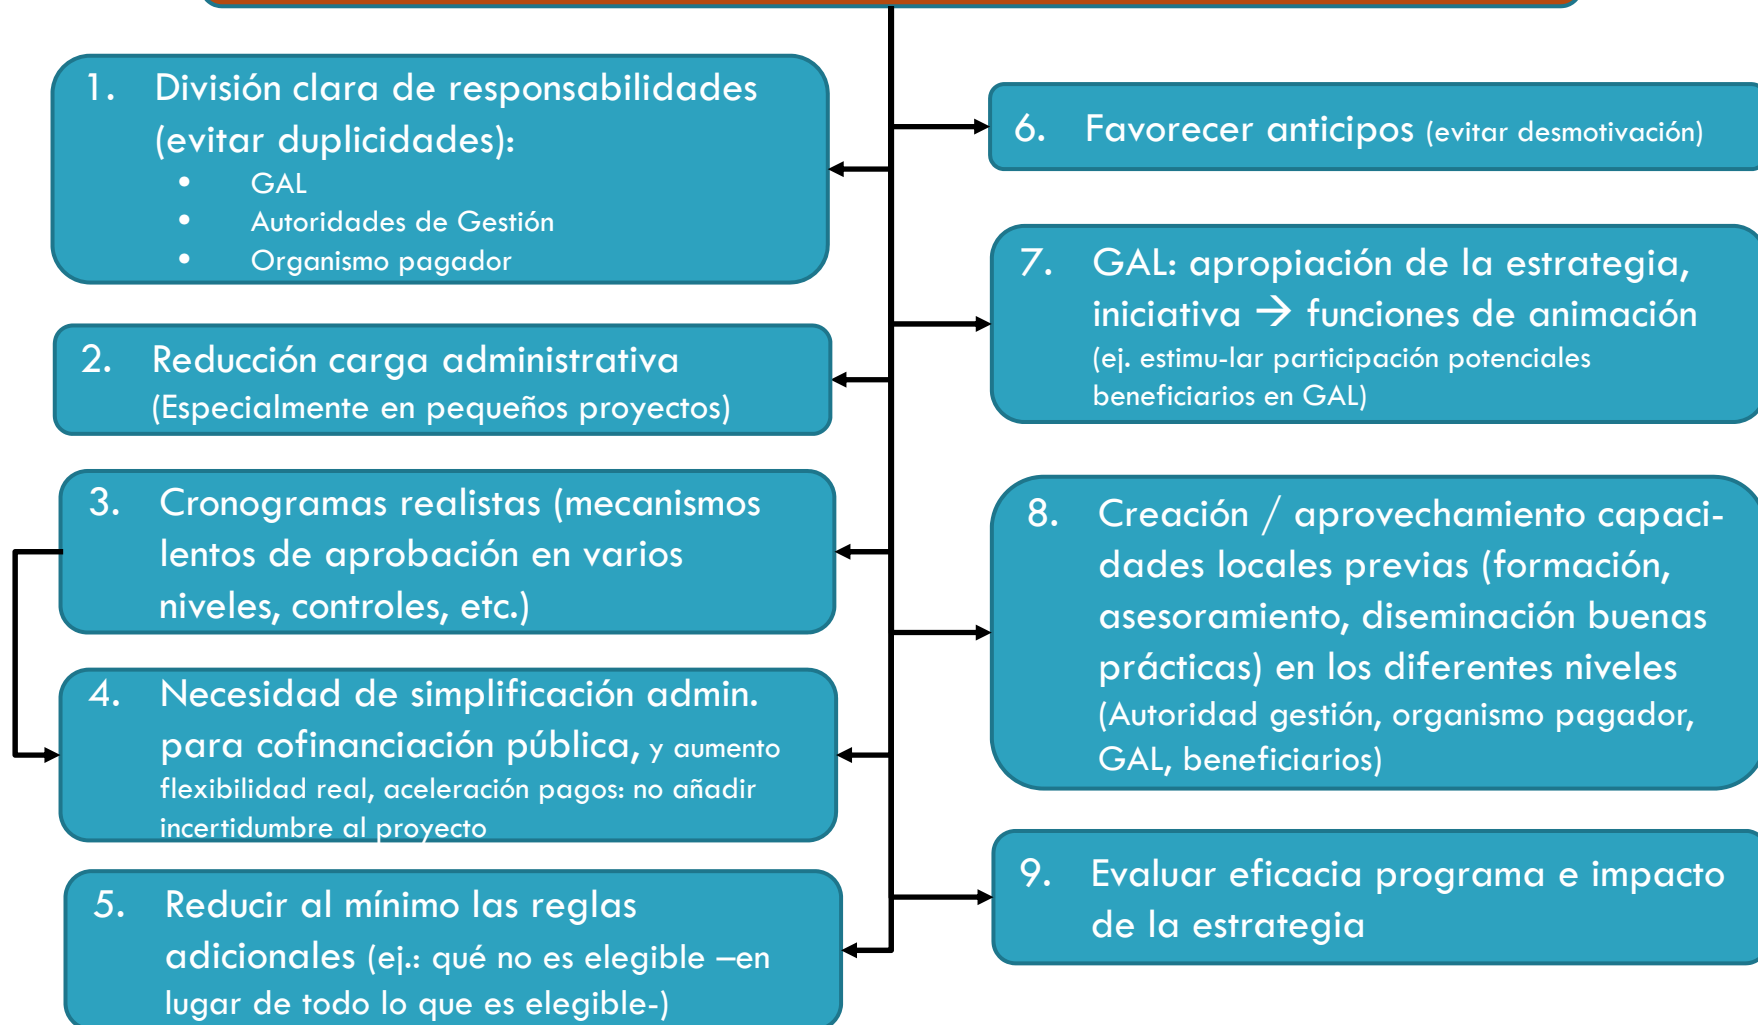 1. División clara de responsabilidades
(evitar duplicidades):
• GAL
• Autoridades de Gestión
• Organismo pagador
2. Reducción carga administrativa
(Especialmente en pequeños proyectos)
3. Cronogramas realistas (mecanismos
lentos de aprobación en varios
niveles, controles, etc.)
4. Necesidad de simplificación admin.
para cofinanciación pública, y aumento
flexibilidad real, aceleración pagos: no añadir
incertidumbre al proyecto
5. Reducir al mínimo las reglas
adicionales (ej.: qué no es elegible –en
lugar de todo lo que es elegible-)
6. Favorecer anticipos (evitar desmotivación)
7. GAL: apropiación de la estrategia,
iniciativa → funciones de animación
(ej. estimu-lar participación potenciales
beneficiarios en GAL)
8. Creación / aprovechamiento capaci-
dades locales previas (formación,
asesoramiento, diseminación buenas
prácticas) en los diferentes niveles
(Autoridad gestión, organismo pagador,
GAL, beneficiarios)
9. Evaluar eficacia programa e impacto
de la estrategia